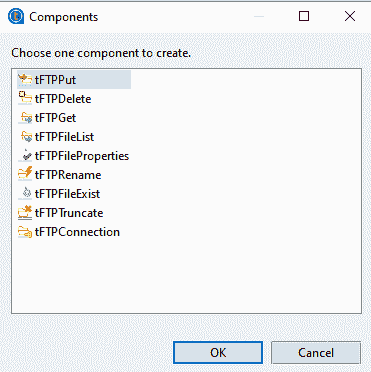 Components
Choose one component to create.
tFTPPut
tFTPDelete
tFTPGet
tFTPFileList
tFTPFileProperties
tFTPRename
tFTPFileExist
tFTPTruncate
tFTPConnection
OK
Cancel